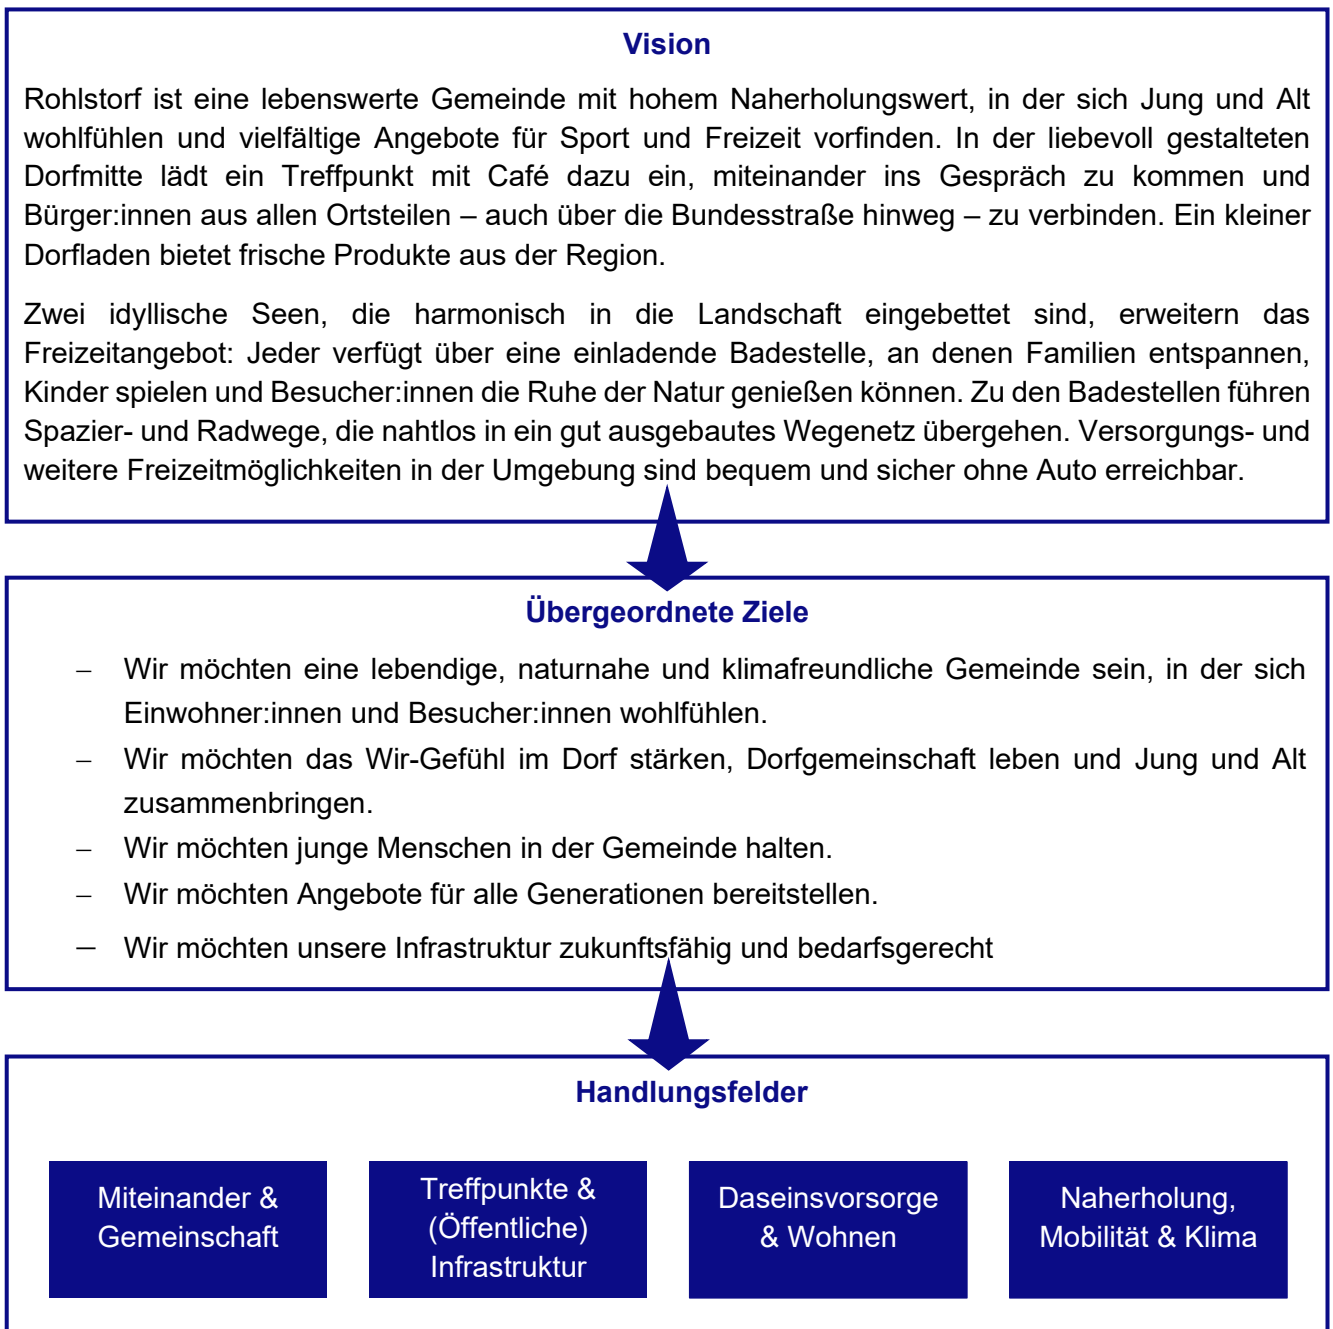 Vision
Rohlstorf ist eine lebenswerte Gemeinde mit hohem Naherholungswert, in der sich Jung und Alt
wohlfühlen und vielfältige Angebote für Sport und Freizeit vorfinden. In der liebevoll gestalteten
Dorfmitte lädt ein Treffpunkt mit Café dazu ein, miteinander ins Gespräch zu kommen und
Bürger:innen aus allen Ortsteilen – auch über die Bundesstraße hinweg – zu verbinden. Ein kleiner
Dorfladen bietet frische Produkte aus der Region.
Zwei idyllische Seen, die harmonisch in die Landschaft eingebettet sind, erweitern das
Freizeitangebot: Jeder verfügt über eine einladende Badestelle, an denen Familien entspannen,
Kinder spielen und Besucher:innen die Ruhe der Natur genießen können. Zu den Badestellen führen
Spazier- und Radwege, die nahtlos in ein gut ausgebautes Wegenetz übergehen. Versorgungs- und
weitere Freizeitmöglichkeiten in der Umgebung sind bequem und sicher ohne Auto erreichbar.
Übergeordnete Ziele
– Wir möchten eine lebendige, naturnahe und klimafreundliche Gemeinde sein, in der sich
Einwohner:innen und Besucher:innen wohlfühlen.
– Wir möchten das Wir-Gefühl im Dorf stärken, Dorfgemeinschaft leben und Jung und Alt
zusammenbringen.
– Wir möchten junge Menschen in der Gemeinde halten.
– Wir möchten Angebote für alle Generationen bereitstellen.
– Wir möchten unsere Infrastruktur zukunftsfähig und bedarfsgerecht
Handlungsfelder
Miteinander &
Gemeinschaft
Treffpunkte &
(Öffentliche)
Infrastruktur
Daseinsvorsorge
& Wohnen
Naherholung,
Mobilität & Klima